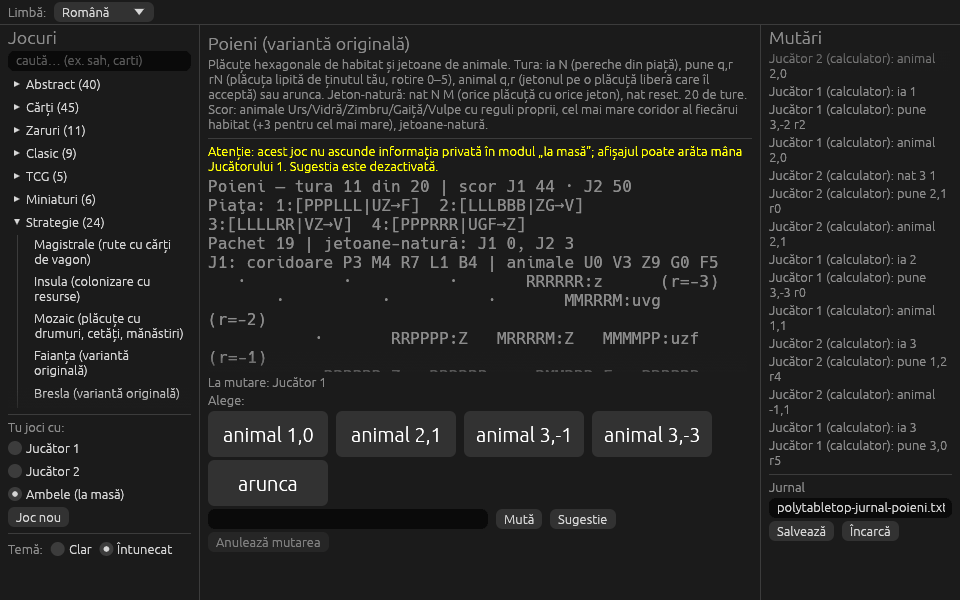 Limbă: Română
Jocuri
caută... (ex. sah, carti)
Abstract (40)
Cărți (45)
Zaruri (11)
Clasic (9)
TCG (5)
Miniaturi (6)
Strategie (24)
Magistrale (rute cu cărți
de vagon)
Insula (colonizare cu
resurse)
Mozaic (plăcuțe cu
drumuri, cetăți, mănăstiri)
Faianța (variantă
originală)
Bresla (variantă originală)
Tu joci cu:
Jucător 1
Jucător 2
Ambele (la masă)
Joc nou
Temă: Clar Întunecat
Poieni (variantă originală)
Plăcuțe hexagonale de habitat și jetoane de animale. Tura: ia N (pereche din piață), pune q,r
rN (plăcuța lipită de ținutul tău, rotire 0–5), animal q,r (jetonul pe o plăcuță liberă care îl
acceptă) sau arunca. Jeton-natură: nat N M (orice plăcuță cu orice jeton), nat reset. 20 de ture.
Scor: animale Urs/Vidră/Zimbru/Gaiță/Vulpe cu reguli proprii, cel mai mare coridor al fiecărui
habitat (+3 pentru cel mai mare), jetoane-natură.
Atenție: acest joc nu ascunde informația privată în modul „la masă”; afișajul poate arăta mâna
Jucătorului 1. Sugestia este dezactivată.
Poieni — tura 11 din 20 | scor J1 44 · J2 50
Piața: 1:[PPPLLL|UZ→F] 2:[LLLBBB|ZG→V]
3:[LLLLRR|VZ→V] 4:[PPPRRR|UGF→Z]
Pachet 19 | jetoane-natură: J1 0, J2 3
J1: coridoare P3 M4 R7 L1 B4 | animale U0 V3 Z9 G0 F5
· · · RRRRRR:z (r=-3)
· · · MMRRRM:uvg
(r=-2)
· RRPPPP:Z MRRRRM:Z MMMMPP:uzf
(r=-1)
La mutare: Jucător 1
Alege:
animal 1,0 animal 2,1 animal 3,-1 animal 3,-3
arunca
Mută Sugestie
Anulează mutarea
Mutări
Jucător 2 (calculator): animal
2,0
Jucător 1 (calculator): ia 1
Jucător 1 (calculator): pune
3,-2 r2
Jucător 1 (calculator): animal
2,0
Jucător 2 (calculator): nat 3 1
Jucător 2 (calculator): pune 2,1
r0
Jucător 2 (calculator): animal
2,1
Jucător 1 (calculator): ia 2
Jucător 1 (calculator): pune
3,-3 r0
Jucător 1 (calculator): animal
1,1
Jucător 2 (calculator): ia 3
Jucător 2 (calculator): pune 1,2
r4
Jucător 2 (calculator): animal
-1,1
Jucător 1 (calculator): ia 3
Jucător 1 (calculator): pune 3,0
r5
Jurnal
polytabletop-jurnal-poieni.txt
Salvează Încarcă